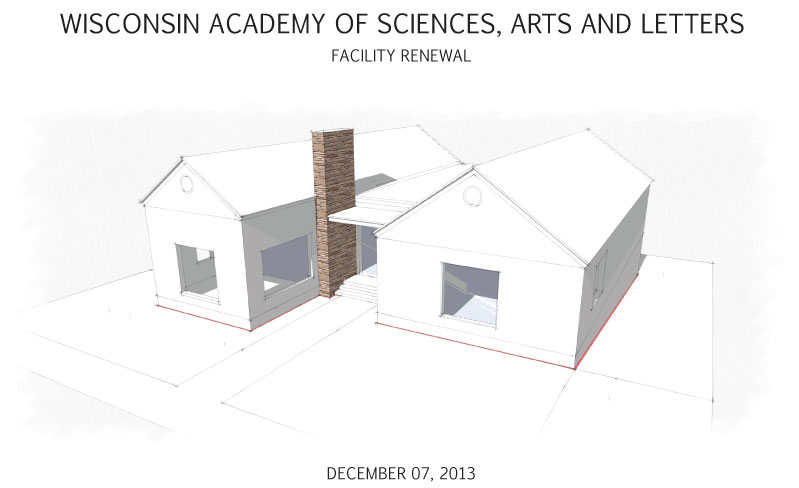 WISCONSIN ACADEMY OF SCIENCES, ARTS AND LETTERS
FACILITY RENEWAL
DECEMBER 07, 2013